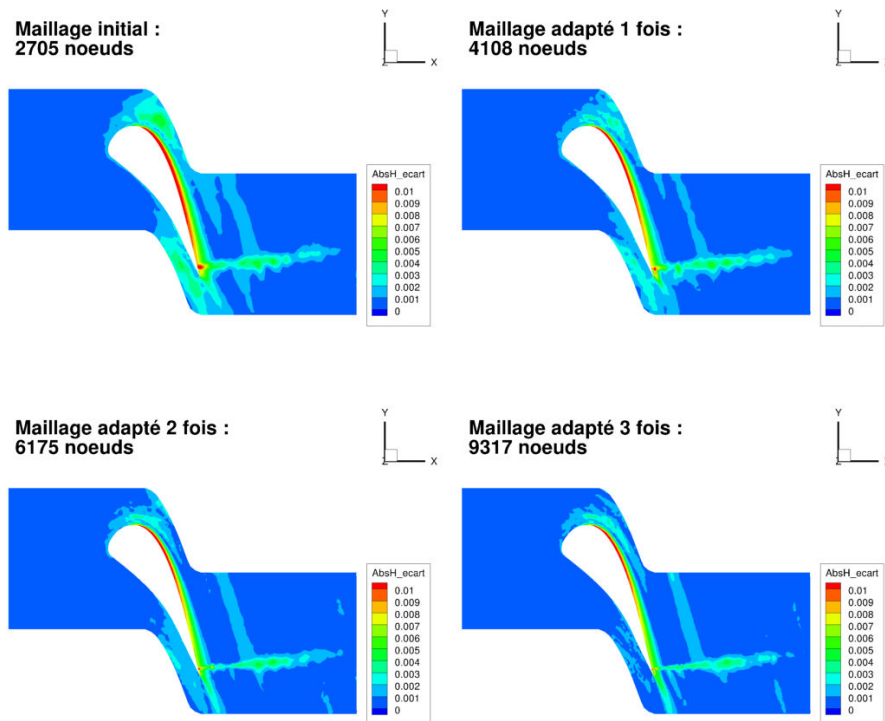 Maillage initial :
2705 noeuds
Y
X
Z
AbsH_ecart
0.01
0.009
0.008
0.007
0.006
0.005
0.004
0.003
0.002
0.001
0
Maillage adapté 1 fois :
4108 noeuds
Y
X
Z
AbsH_ecart
0.01
0.009
0.008
0.007
0.006
0.005
0.004
0.003
0.002
0.001
0
Maillage adapté 2 fois :
6175 noeuds
Y
X
Z
AbsH_ecart
0.01
0.009
0.008
0.007
0.006
0.005
0.004
0.003
0.002
0.001
0
Maillage adapté 3 fois :
9317 noeuds
Y
X
Z
AbsH_ecart
0.01
0.009
0.008
0.007
0.006
0.005
0.004
0.003
0.002
0.001
0